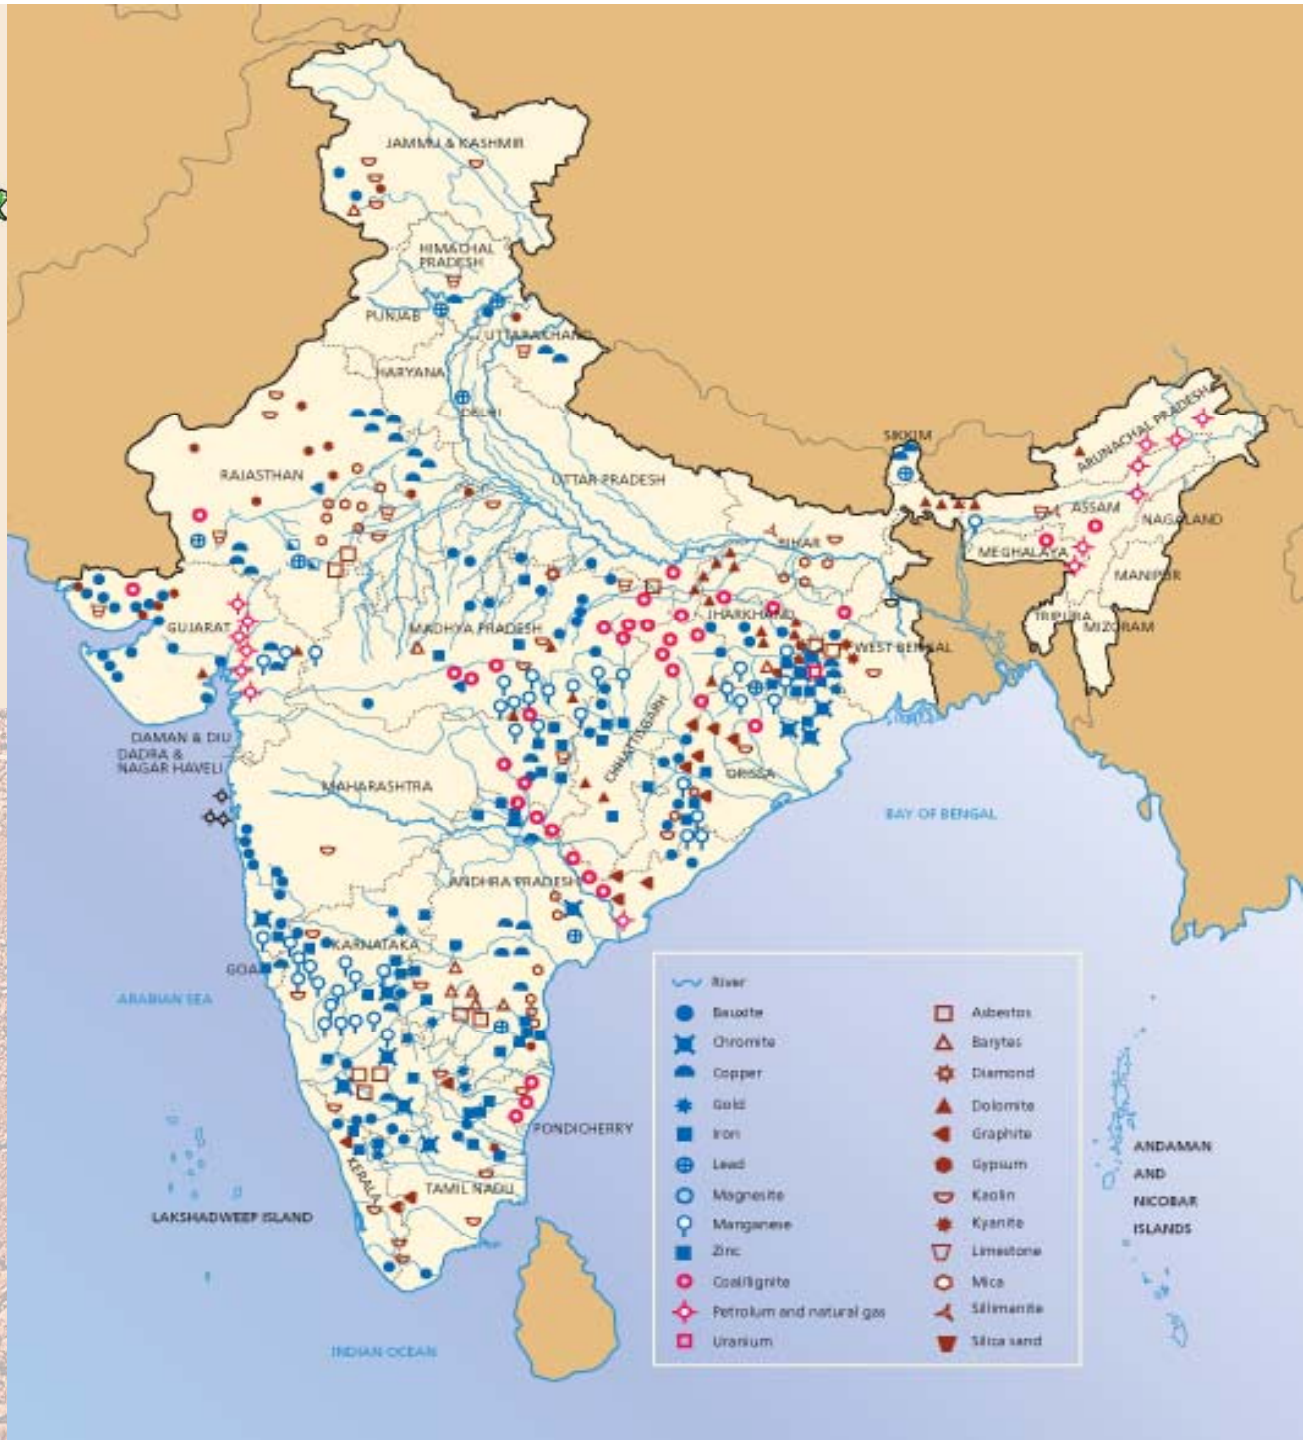 JAMMU & KASHMIR
HIMACHAL
PRADESH
PUNJAB
UTTARAKHAND
HARYANA
DELHI
SIKKIM
ARUNACHAL PRADESH
RAJASTHAN
UTTAR PRADESH
ASSAM
NAGALAND
BIHAR
MEGHALAYA
MANIPUR
GUJARAT
MADHYA PRADESH
JHARKHAND
TRIPURA
MIZORAM
WEST BENGAL
DAMAN & DIU
DADRA &
NAGAR HAVELI
CHHATTISGARH
MAHARASHTRA
ORISSA
BAY OF BENGAL
ANDHRA PRADESH
KARNATAKA
GOA
ARABIAN SEA
PONDICHERRY
KERALA
TAMIL NADU
LAKSHADWEEP ISLAND
ANDAMAN
AND
NICOBAR
ISLANDS
INDIAN OCEAN
River
Bauxite
Chromite
Copper
Gold
Iron
Lead
Magnesite
Manganese
Zinc
Coal/lignite
Petrolum and natural gas
Uranium
Asbestos
Barytes
Diamond
Dolomite
Graphite
Gypsum
Kaolin
Kyanite
Limestone
Mica
Sillimanite
Silica sand